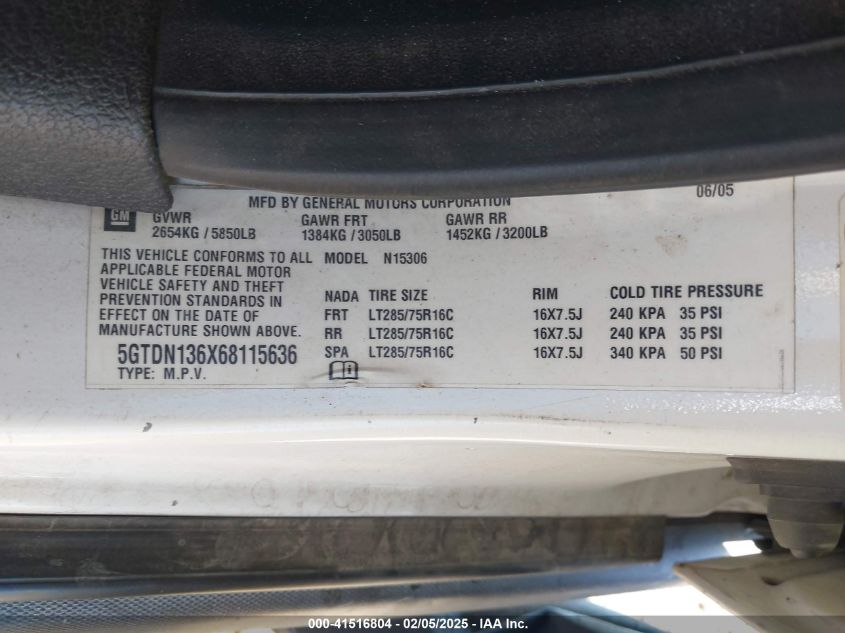 MFD BY GENERAL MOTORS CORPORATION
06/05
GM
GVWR GAWR FRT GAWR RR
2654KG / 5850LB 1384KG / 3050LB 1452KG / 3200LB
THIS VEHICLE CONFORMS TO ALL
APPLICABLE FEDERAL MOTOR
VEHICLE SAFETY AND THEFT
PREVENTION STANDARDS IN
EFFECT ON THE DATE OF
MANUFACTURE SHOWN ABOVE.
5GTDN136X68115636
TYPE: M.P.V.
MODEL N15306
NADA TIRE SIZE RIM COLD TIRE PRESSURE
FRT LT285/75R16C 16X7.5J 240 KPA 35 PSI
RR LT285/75R16C 16X7.5J 240 KPA 35 PSI
SPA LT285/75R16C 16X7.5J 340 KPA 50 PSI
000-41516804 - 02/05/2025 - IAA Inc.